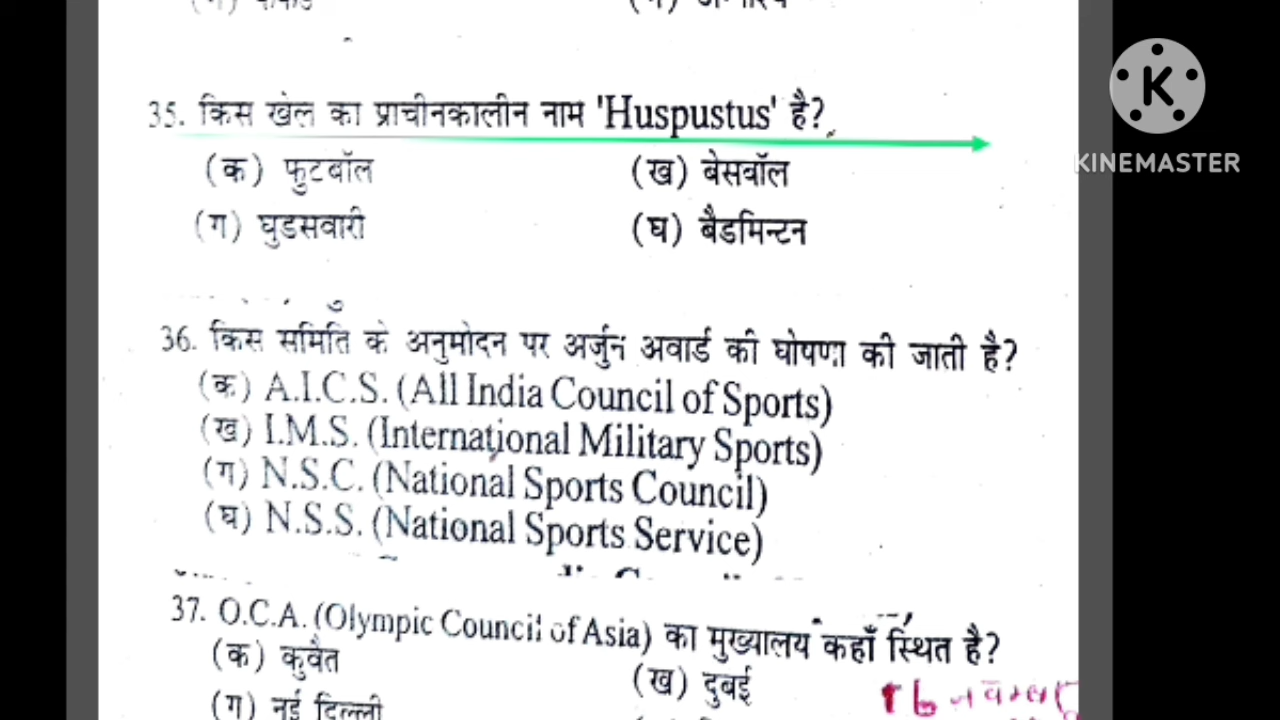 35. किस खेल का प्राचीनकालीन नाम 'Huspustus' है?
(क) फुटबॉल (ख) बेसवॉल
(ग) घुडसवारी (घ) बैडमिन्टन
36. किस समिति के अनुमोदन पर अर्जुन अवार्ड की घोषणा की जाती है?
(क) A.I.C.S. (All India Council of Sports)
(ख) I.M.S. (International Military Sports)
(ग) N.S.C. (National Sports Council)
(घ) N.S.S. (National Sports Service)
37. O.C.A. (Olympic Council of Asia) का मुख्यालय कहाँ स्थित है?
(क) कुवैत (ख) दुबई
(ग) नई दिल्ली
K
KINEMASTER